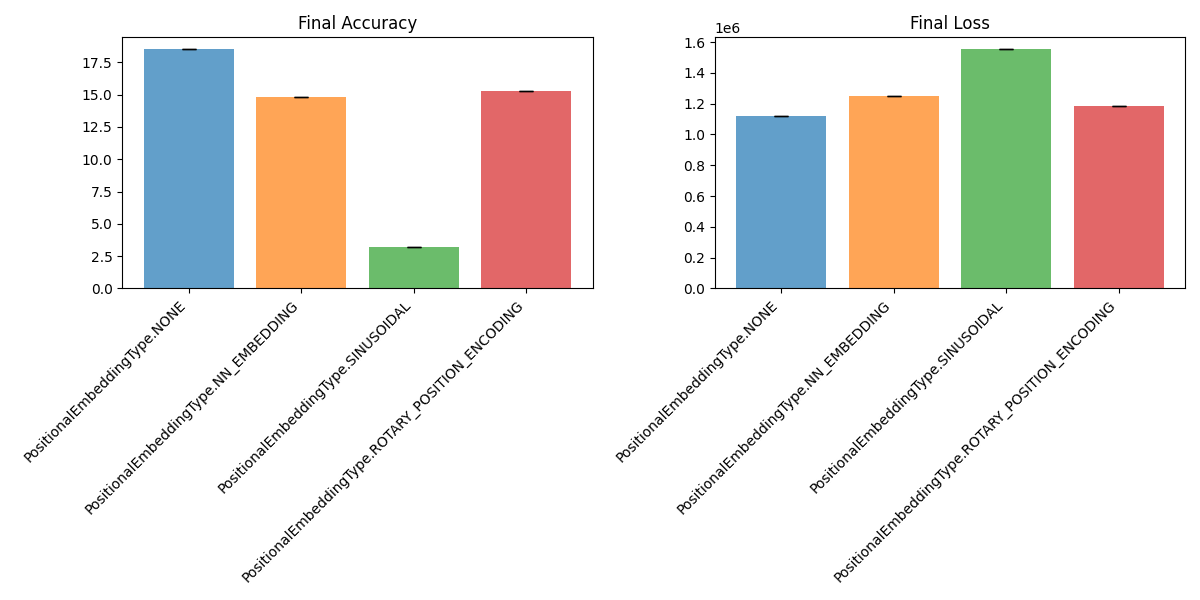 Final Accuracy
17.5
15.0
12.5
10.0
7.5
5.0
2.5
0.0
PositionalEmbeddingType.NONE
PositionalEmbeddingType.NN_EMBEDDING
PositionalEmbeddingType.SINUSOIDAL
PositionalEmbeddingType.ROTARY_POSITION_ENCODING
Final Loss
1e6
1.6
1.4
1.2
1.0
0.8
0.6
0.4
0.2
0.0
PositionalEmbeddingType.NONE
PositionalEmbeddingType.NN_EMBEDDING
PositionalEmbeddingType.SINUSOIDAL
PositionalEmbeddingType.ROTARY_POSITION_ENCODING